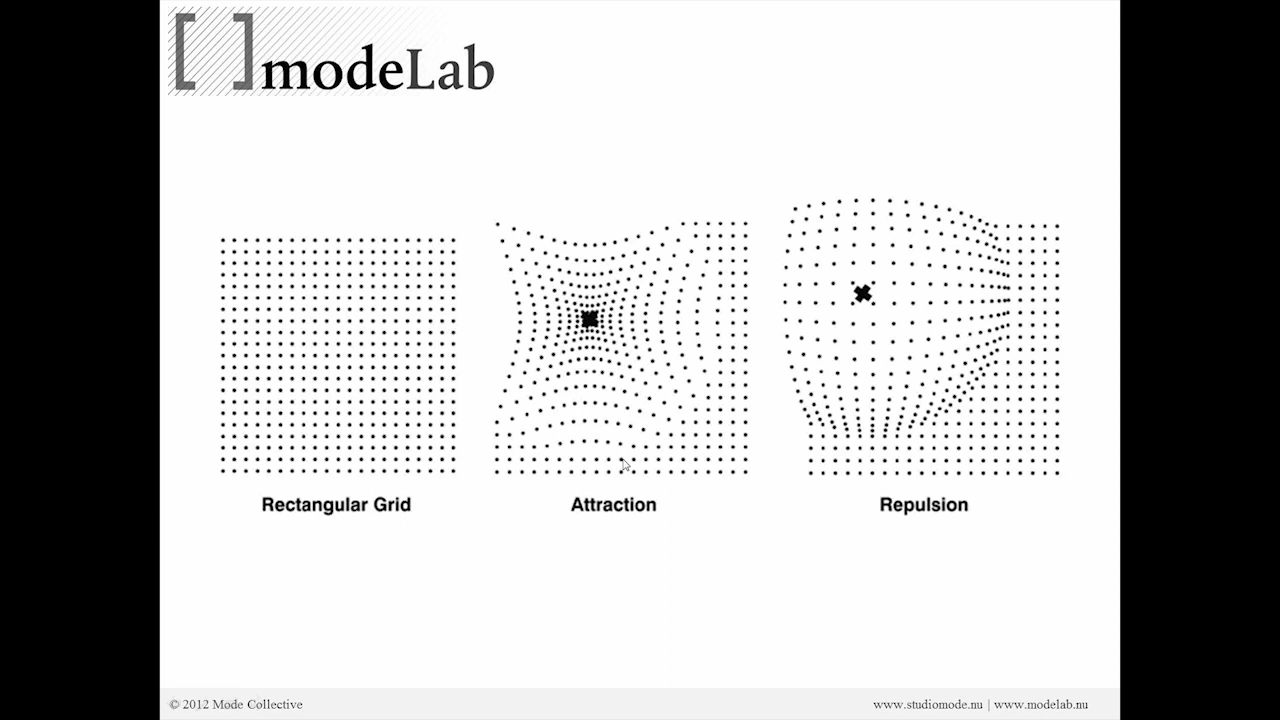 [ ]modeLab
Rectangular Grid
Attraction
Repulsion
© 2012 Mode Collective
www.studiomode.nu | www.modelab.nu